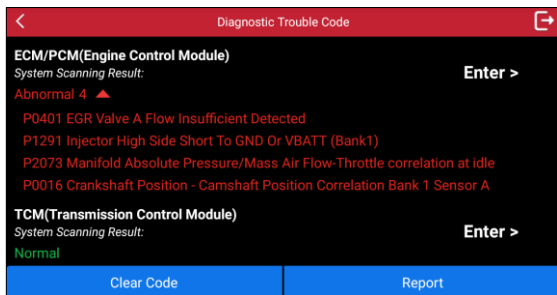 Diagnostic Trouble Code
ECM/PCM(Engine Control Module)
System Scanning Result:
Enter >
Abnormal 4
P0401 EGR Valve A Flow Insufficient Detected
P1291 Injector High Side Short To GND Or VBATT (Bank1)
P2073 Manifold Absolute Pressure/Mass Air Flow-Throttle correlation at idle
P0016 Crankshaft Position - Camshaft Position Correlation Bank 1 Sensor A
TCM(Transmission Control Module)
System Scanning Result:
Enter >
Normal
Clear Code
Report